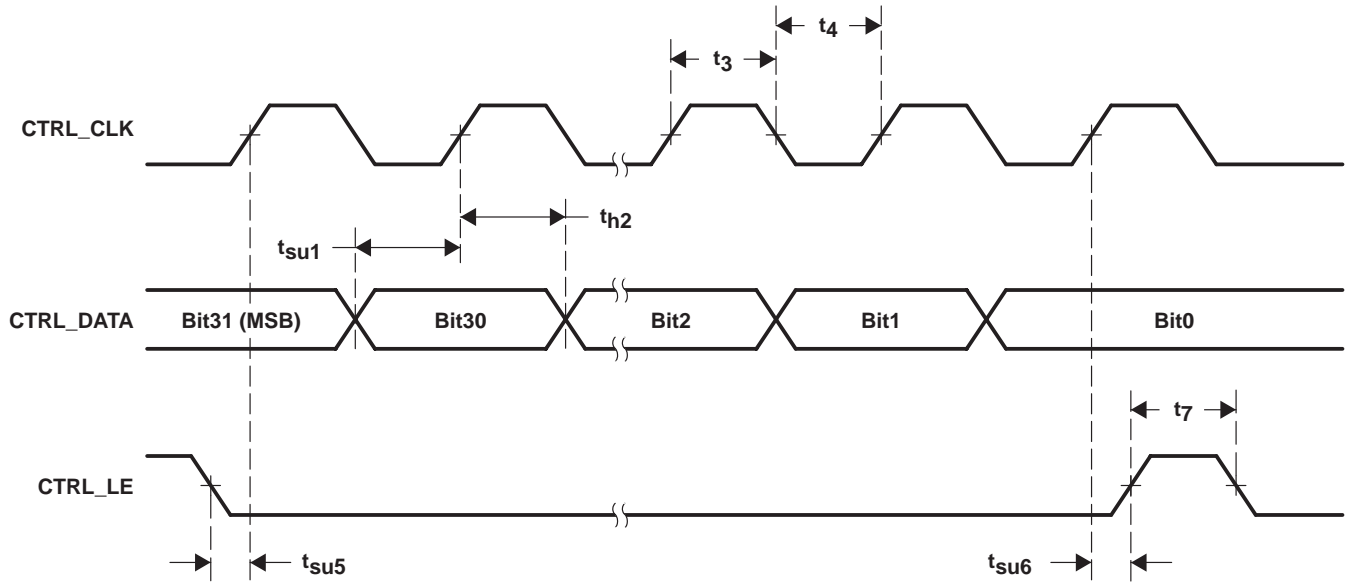 t4
t3
CTRL_CLK
th2
tsu1
CTRL_DATA
Bit31 (MSB)
Bit30
Bit2
Bit1
Bit0
t7
CTRL_LE
tsu5
tsu6